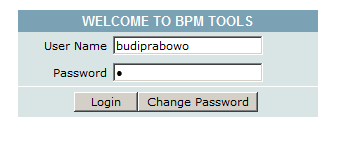 WELCOME TO BPM TOOLS
User Name budiprabowo
Password ●
Login Change Password